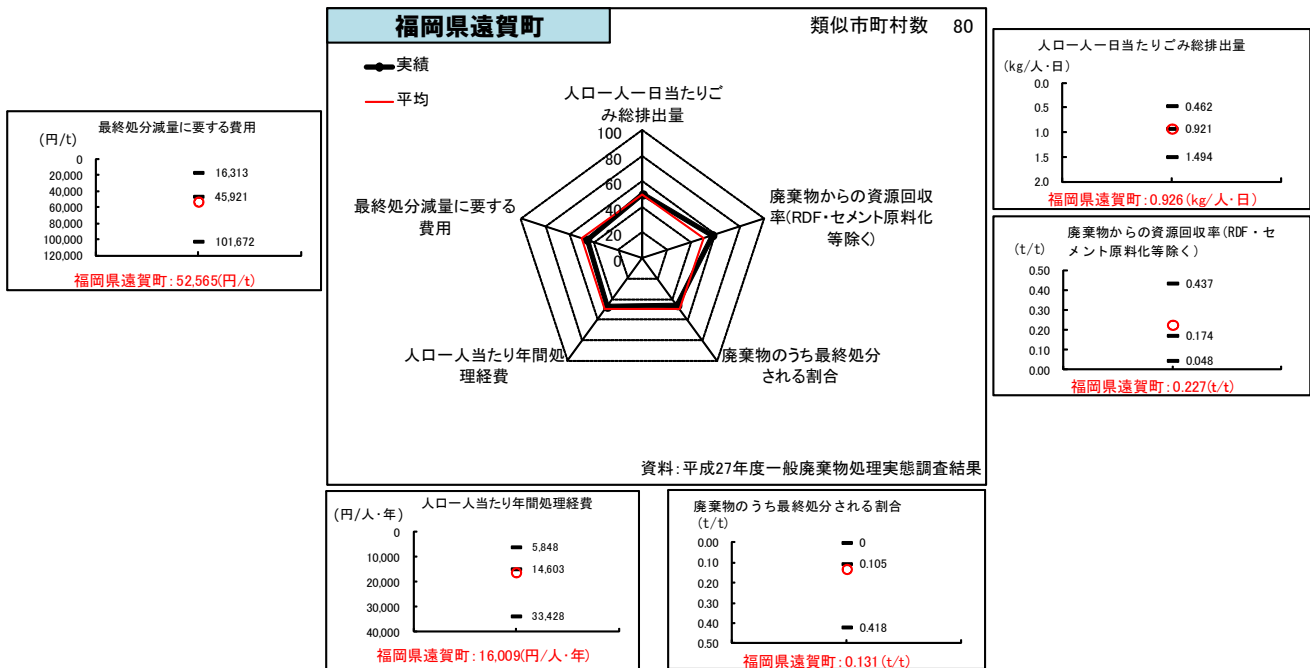 福岡県遠賀町
類似市町村数 80
実績
平均
人口一人一日当たりご
み総排出量
100
80
60
40
20
0
廃棄物からの資源回収
率(RDF・セメント原料化
等除く)
廃棄物のうち最終処分
される割合
人口一人当たり年間処
理経費
最終処分減量に要する
費用
資料:平成27年度一般廃棄物処理実態調査結果
最終処分減量に要する費用
(円/t)
0
20,000
40,000
60,000
80,000
100,000
120,000
16,313
45,921
101,672
福岡県遠賀町:52,565(円/t)
人口一人一日当たりごみ総排出量
(kg/人・日)
0.0
0.5
1.0
1.5
2.0
0.462
0.921
1.494
福岡県遠賀町:0.926(kg/人・日)
廃棄物からの資源回収率(RDF・セ
メント原料化等除く)
(t/t)
0.50
0.40
0.30
0.20
0.10
0.00
0.437
0.174
0.048
福岡県遠賀町:0.227(t/t)
人口一人当たり年間処理経費
(円/人・年)
0
10,000
20,000
30,000
40,000
5,848
14,603
33,428
福岡県遠賀町:16,009(円/人・年)
廃棄物のうち最終処分される割合
(t/t)
0.00
0.10
0.20
0.30
0.40
0.50
0
0.105
0.418
福岡県遠賀町:0.131(t/t)